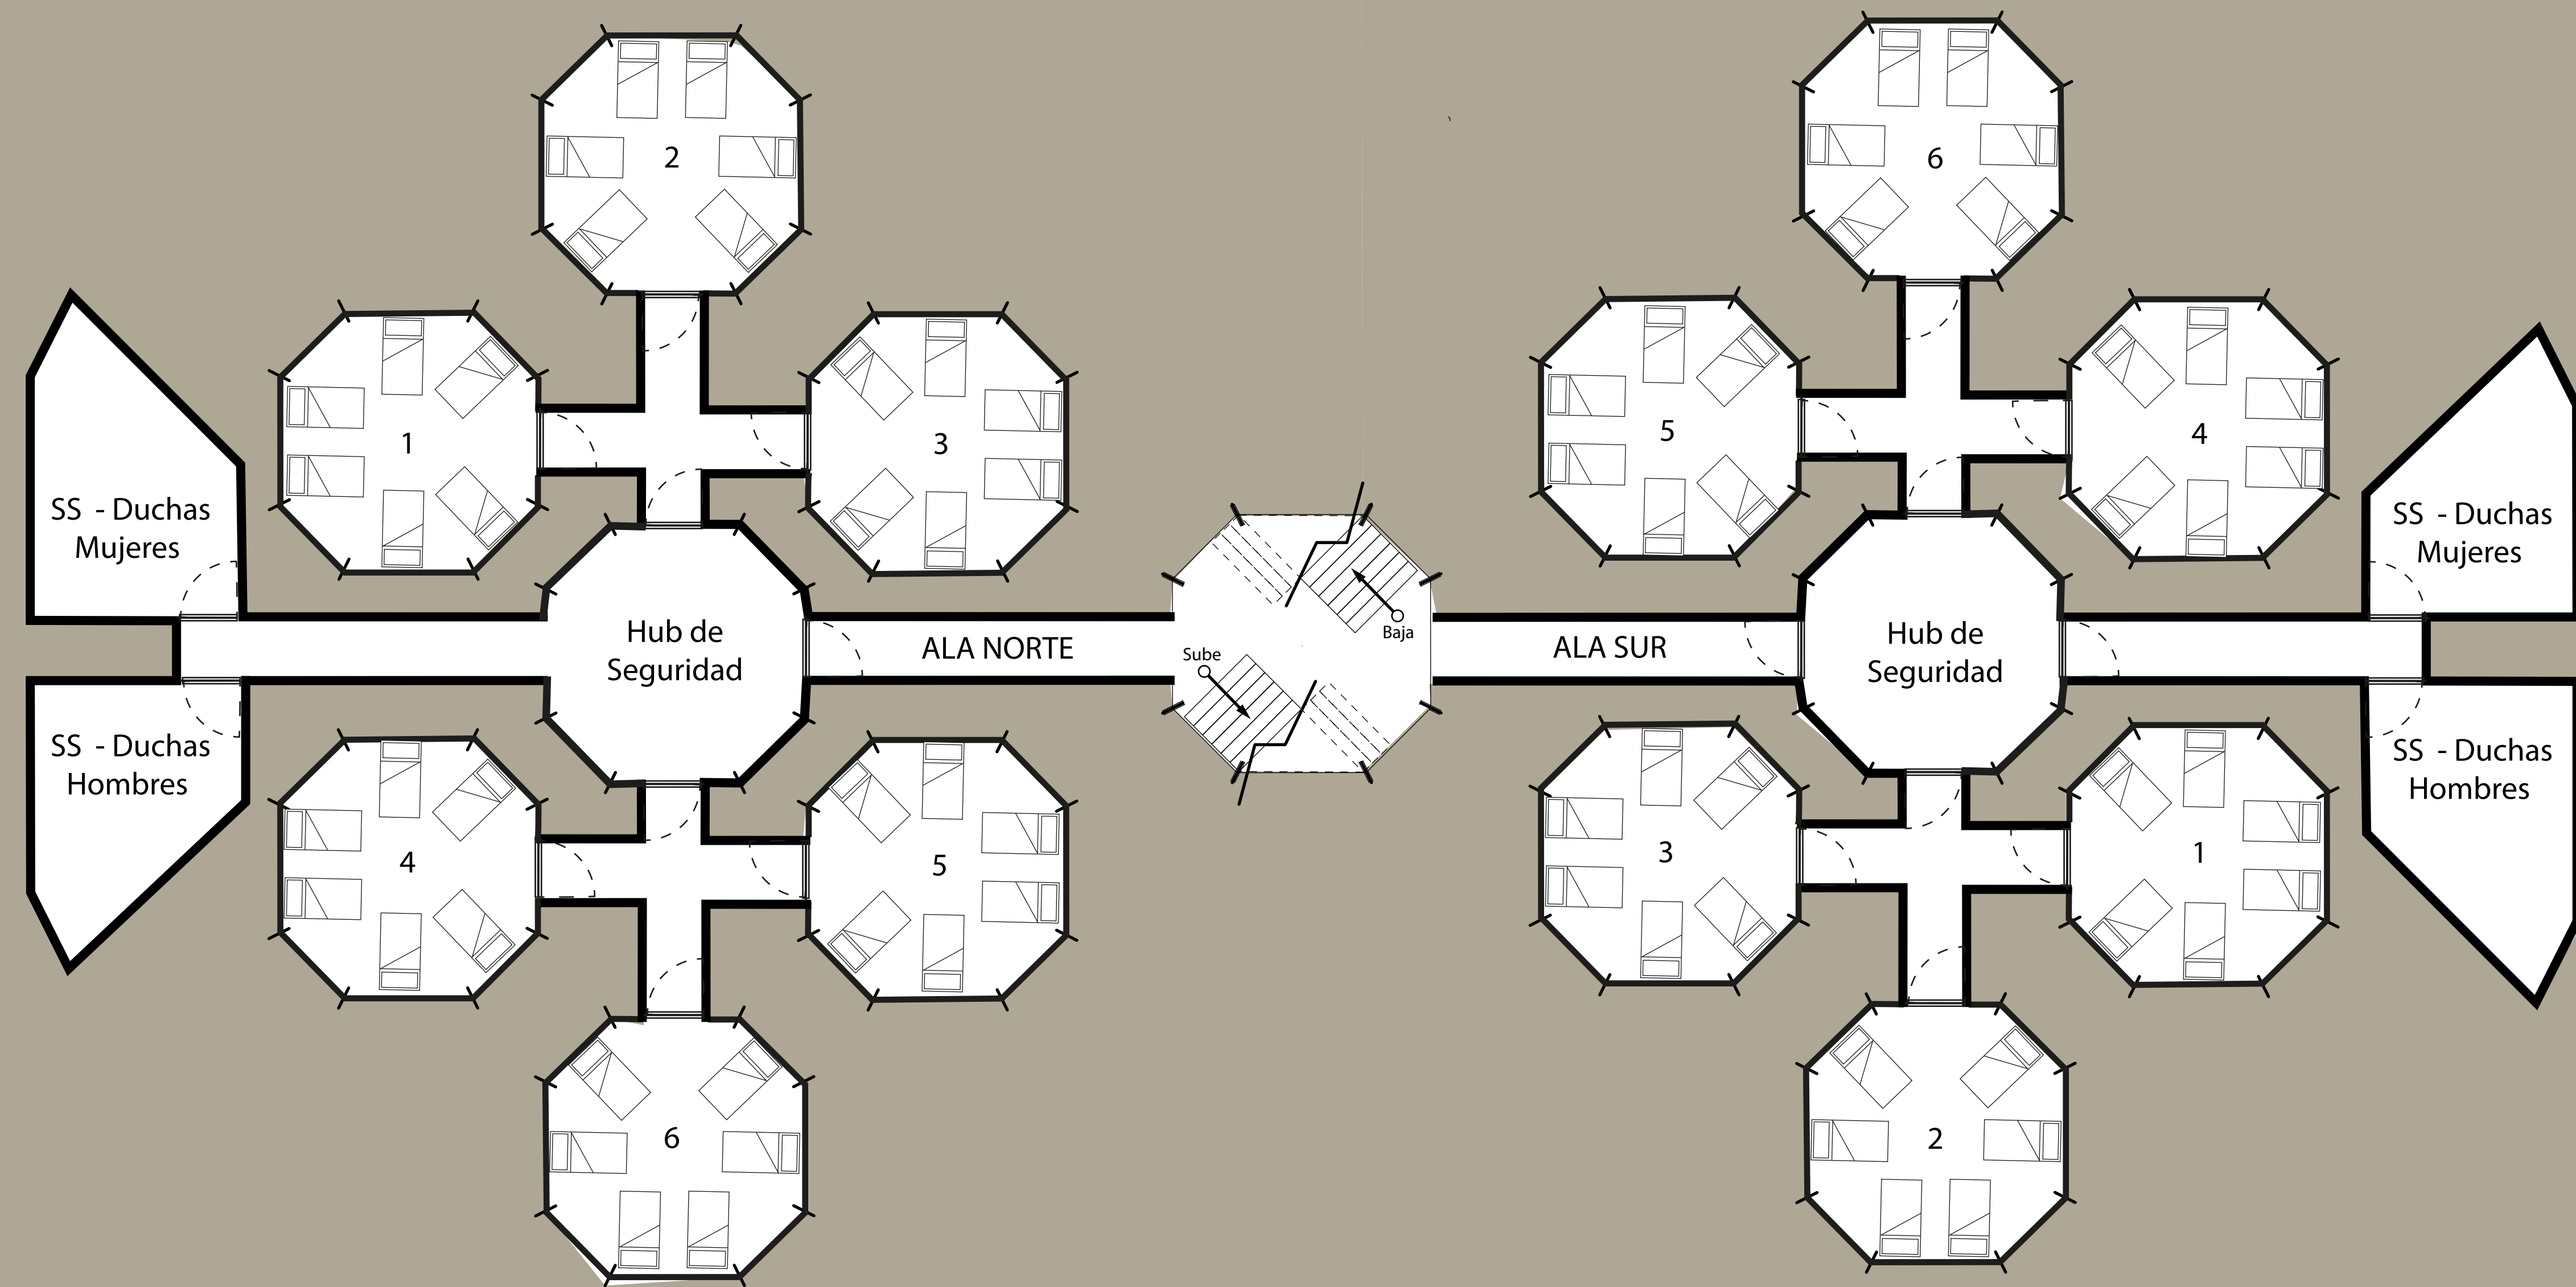 2
6
1
3
5
4
SS - Duchas
Mujeres
Hub de
Seguridad
ALA NORTE
Sube
Baja
ALA SUR
Hub de
Seguridad
SS - Duchas
Mujeres
SS - Duchas
Hombres
SS - Duchas
Hombres
4
5
3
1
6
2